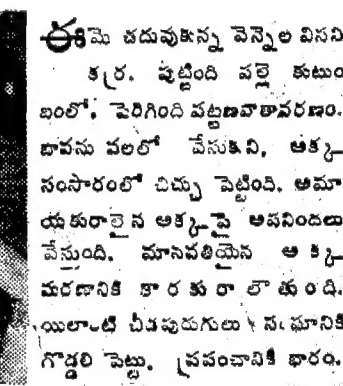 ఈమె చదువుకున్న వెన్నెల విసని
కర్ర. పుట్టింది పల్లె కుటుం
బంలో. పెరిగింది పట్టణవాతావరణం.
బావను వలలో వేసుకుని, అక్క
సంసారంలో చిచ్చు పెట్టింది. అమా
యకురాలైన అక్కపై అపనిందలు
వేస్తుంది. మానవతియైన అక్క
మరణానికి కారకురాలౌతుంది.
యిలాంటి చీడపురుగులు సంఘానికి
గొడ్డలి పెట్టు. ప్రపంచానికి భారం.